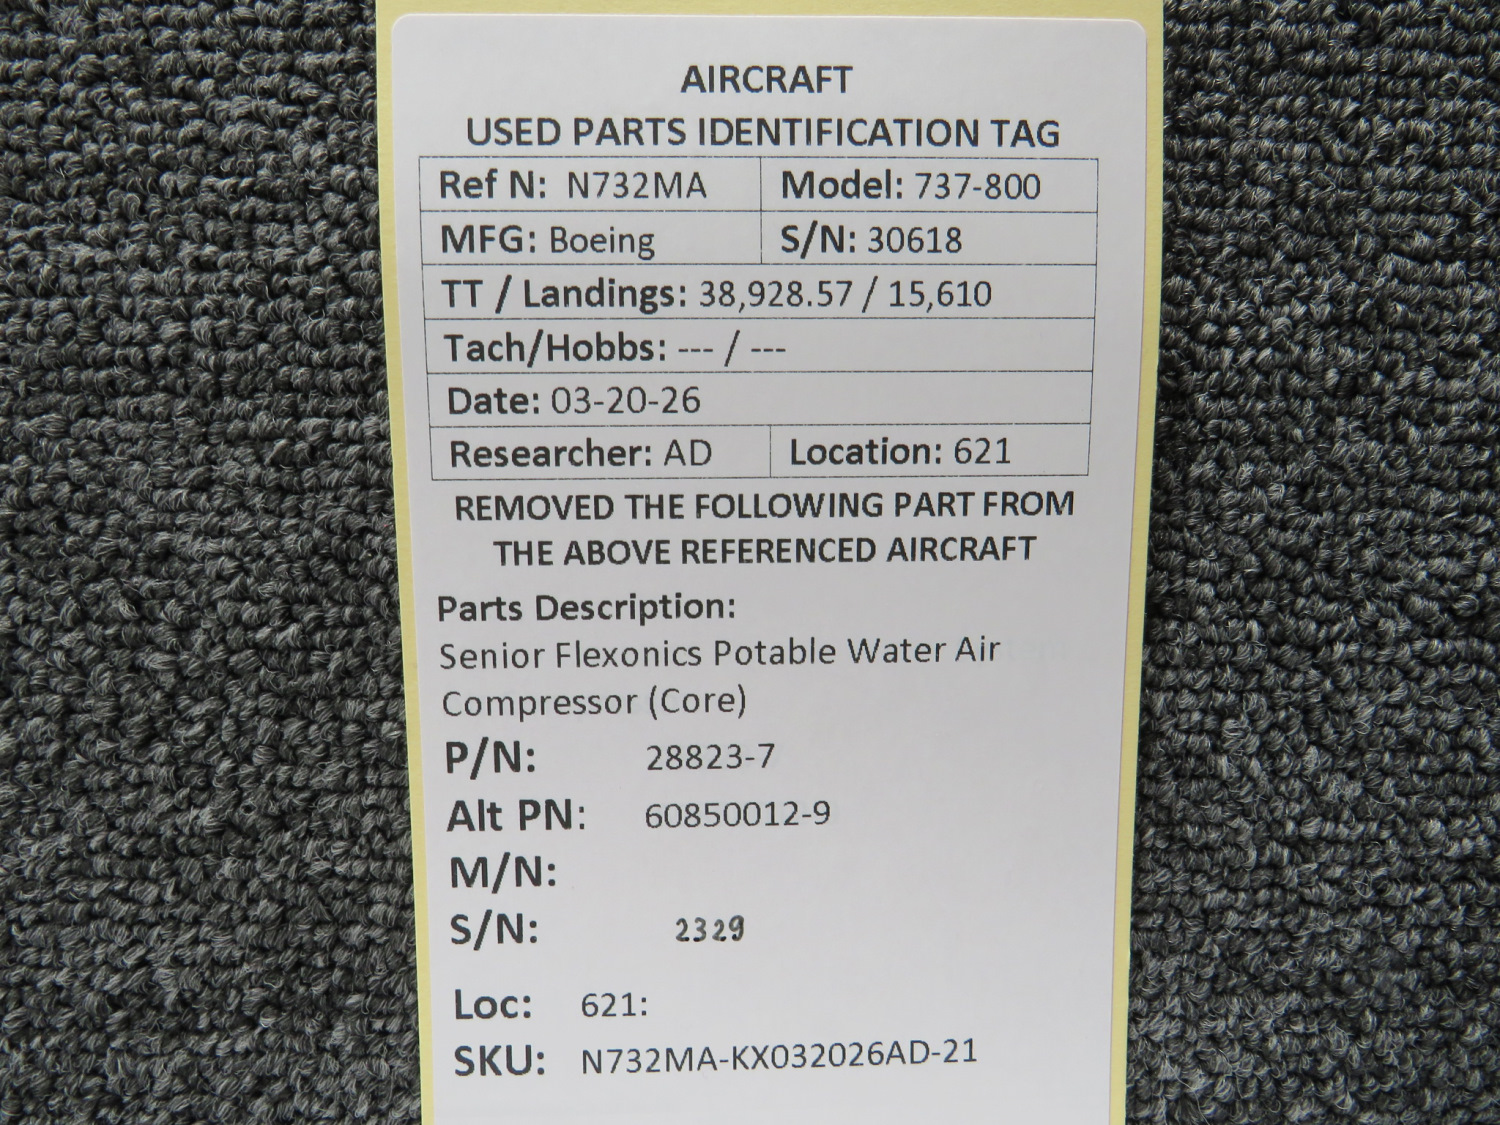 AIRCRAFT
USED PARTS IDENTIFICATION TAG
Ref N: N732MA Model: 737-800
MFG: Boeing S/N: 30618
TT / Landings: 38,928.57 / 15,610
Tach/Hobbs: --- / ---
Date: 03-20-26
Researcher: AD Location: 621
REMOVED THE FOLLOWING PART FROM
THE ABOVE REFERENCED AIRCRAFT
Parts Description:
Senior Flexonics Potable Water Air
Compressor (Core)
P/N: 28823-7
Alt PN: 60850012-9
M/N:
S/N: 2329
Loc: 621:
SKU: N732MA-KX032026AD-21